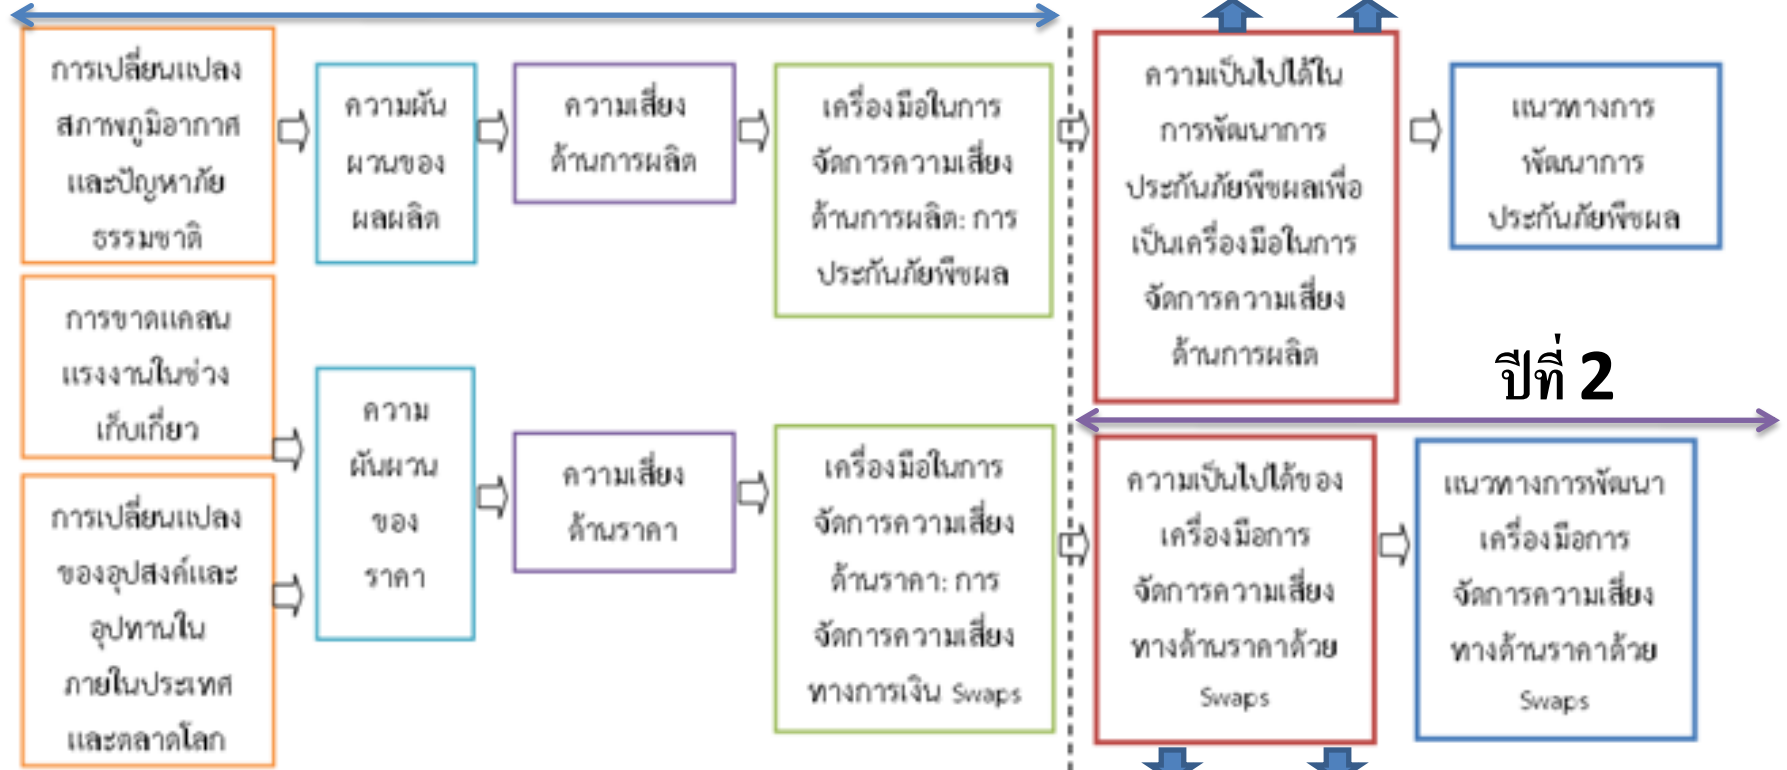 การเปลี่ยนแปลง
สภาพภูมิอากาศ
และปัญหาภัย
ธรรมชาติ
ความผัน
ผวนของ
ผลผลิต
ความเสี่ยง
ด้านการผลิต
เครื่องมือในการ
จัดการความเสี่ยง
ด้านการผลิต: การ
ประกันภัยพืชผล
ความเป็นไปได้ใน
การพัฒนาการ
ประกันภัยพืชผลเพื่อ
เป็นเครื่องมือในการ
จัดการความเสี่ยง
ด้านการผลิต
แนวทางการ
พัฒนาการ
ประกันภัยพืชผล
ปีที่ 2
การขาดแคลน
แรงงานในช่วง
เก็บเกี่ยว
การเปลี่ยนแปลง
ของอุปสงค์และ
อุปทานใน
ภายในประเทศ
และตลาดโลก
ความ
ผันผวน
ของ
ราคา
ความเสี่ยง
ด้านราคา
เครื่องมือในการ
จัดการความเสี่ยง
ด้านราคา: การ
จัดการความเสี่ยง
ทางการเงิน Swaps
ความเป็นไปได้ของ
เครื่องมือการ
จัดการความเสี่ยง
ทางด้านราคาด้วย
Swaps
แนวทางการพัฒนา
เครื่องมือการ
จัดการความเสี่ยง
ทางด้านราคาด้วย
Swaps